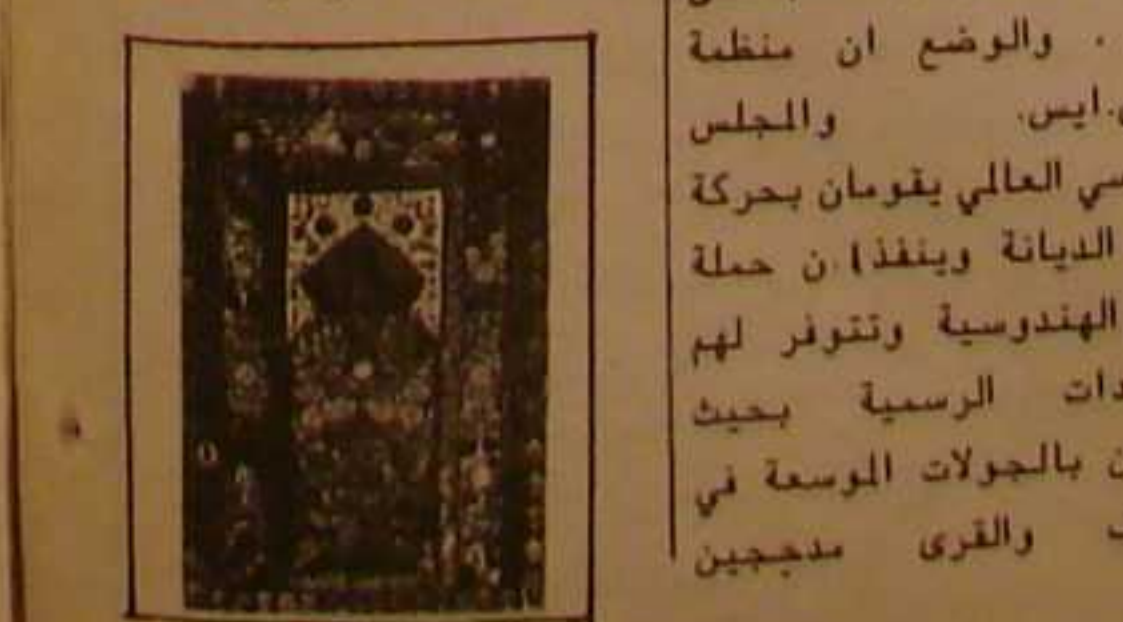 . والوضع ان منظمة
ايس. والمجلس
العالمي يقومان بحركة
الديانة وينفذان حملة
الهندوسية وتتوفر لهم
الرسمية بحيث
بالجولات الموسعة في
والقرى مدججين